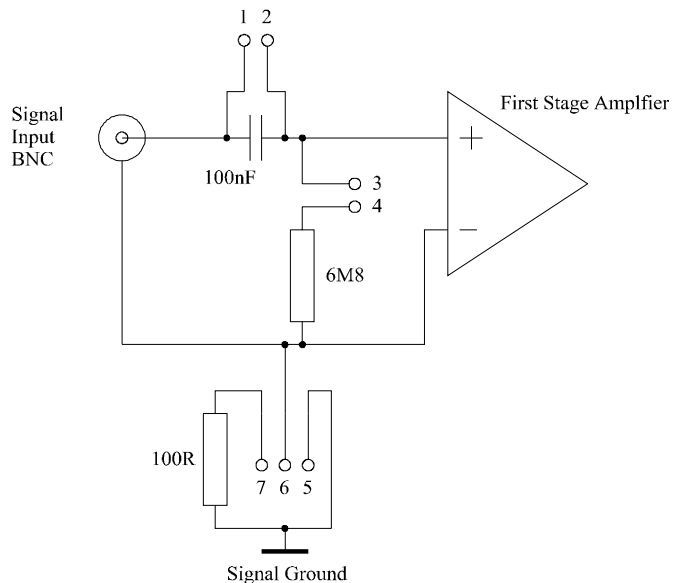 1 2
Signal
Input
BNC
First Stage Amplfier
+
100nF
3
4
−
6M8
100R
7 6 5
Signal Ground